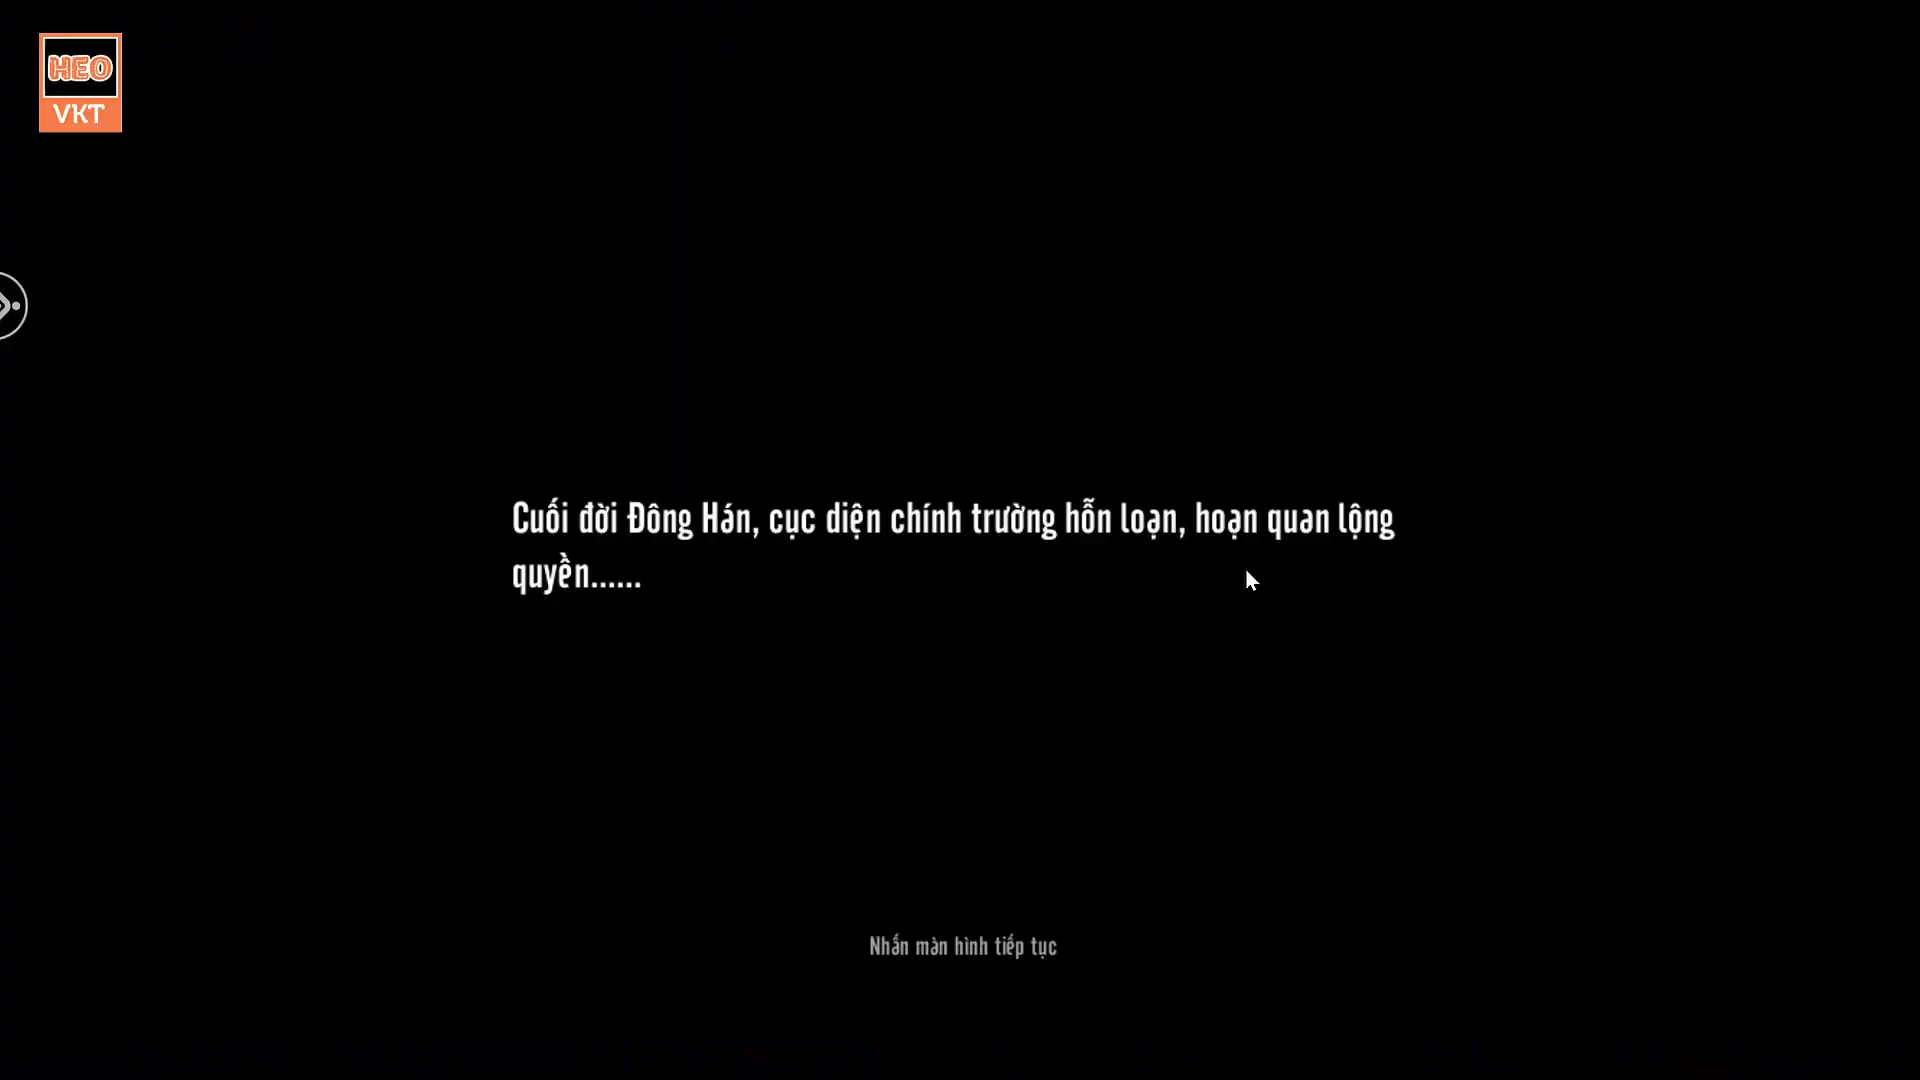 HEO
VKT
Cuối đời Đông Hán, cục diện chính trường hỗn loạn, hoạn quan lộng
quyền......
Nhấn màn hình tiếp tục